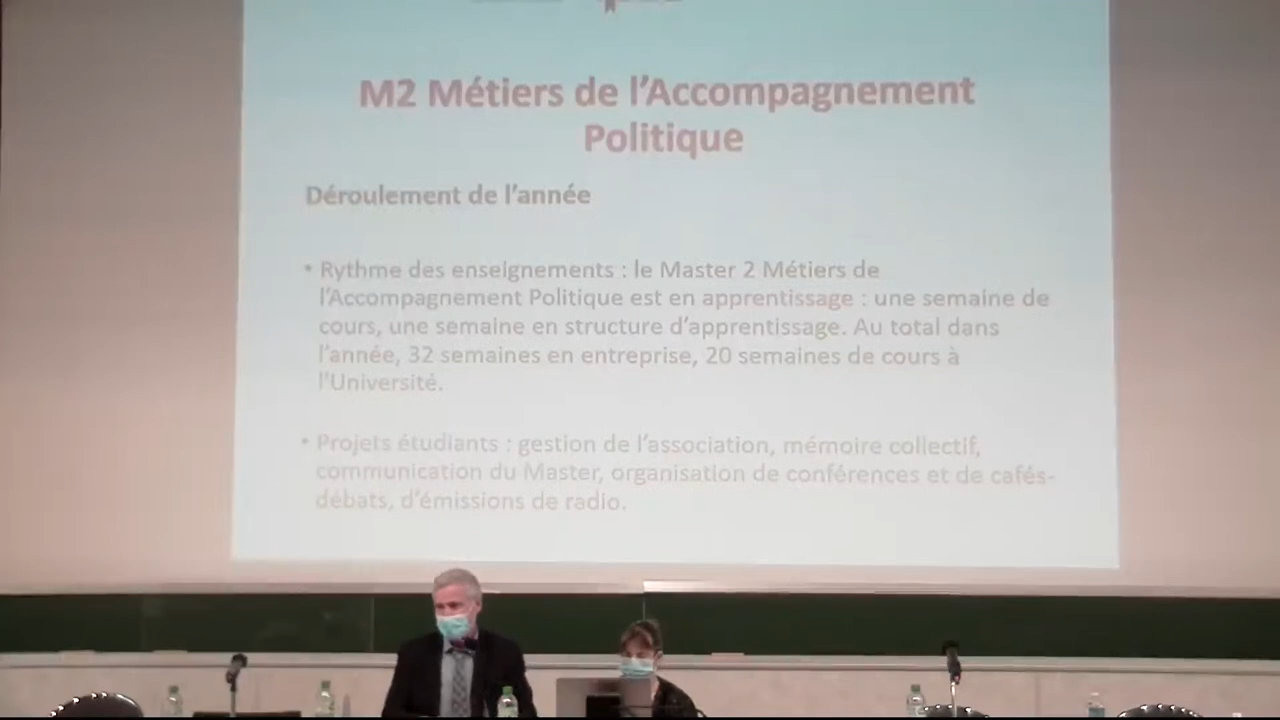 M2 Métiers de l'Accompagnement
Politique
Déroulement de l'année
• Rythme des enseignements : le Master 2 Métiers de
l'Accompagnement Politique est en apprentissage : une semaine de
cours, une semaine en structure d'apprentissage. Au total dans
l'année, 32 semaines en entreprise, 20 semaines de cours à
l'Université.
• Projets étudiants : gestion de l'association, mémoire collectif,
communication du Master, organisation de conférences et de cafés-
débats, d'émissions de radio.